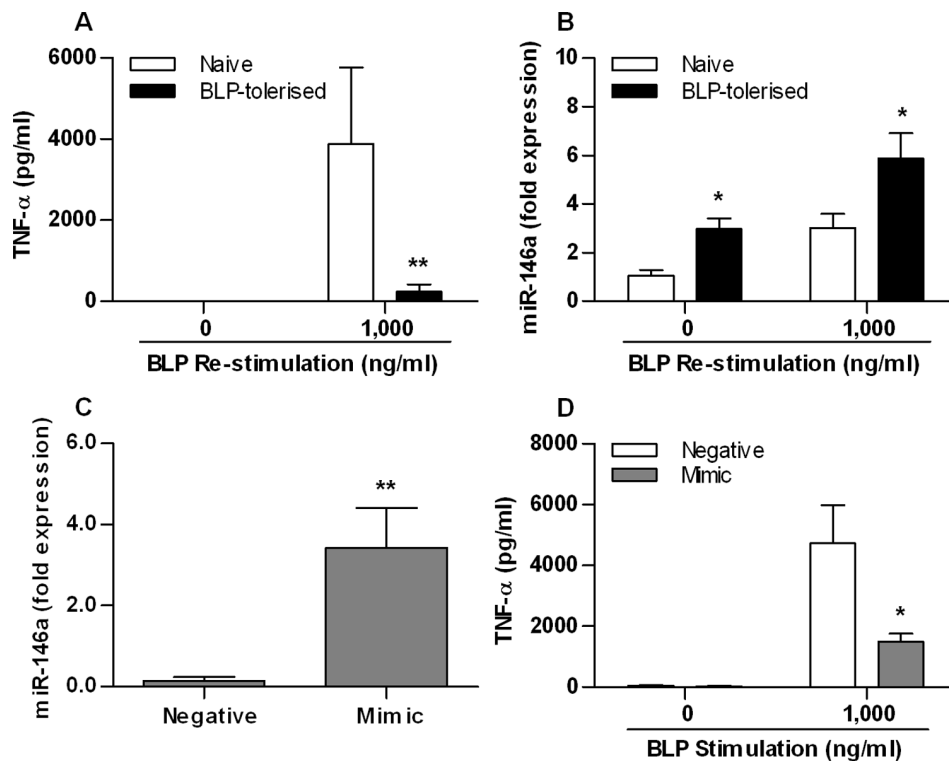 A
TNF-α (pg/ml)
6000
4000
2000
0
Naive
BLP-tolerised
**
0
1,000
BLP Re-stimulation (ng/ml)
B
miR-146a (fold expression)
10
8
6
4
2
0
Naive
BLP-tolerised
*
*
0
1,000
BLP Re-stimulation (ng/ml)
C
miR-146a (fold expression)
6.0
4.0
2.0
0.0
**
Negative
Mimic
D
TNF-α (pg/ml)
8000
6000
4000
2000
0
Negative
Mimic
*
0
1,000
BLP Stimulation (ng/ml)